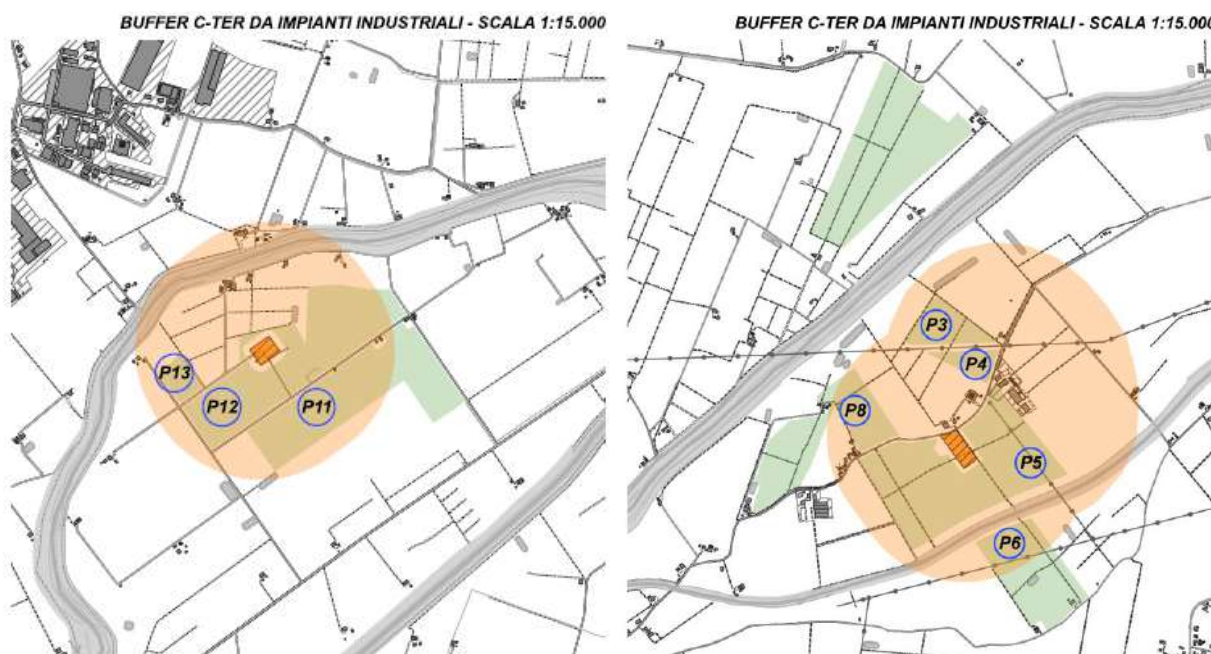 BUFFER C-TER DA IMPIANTI INDUSTRIALI - SCALA 1:15.000
P13
P12
P11
BUFFER C-TER DA IMPIANTI INDUSTRIALI - SCALA 1:15.000
P3
P4
P8
P5
P6